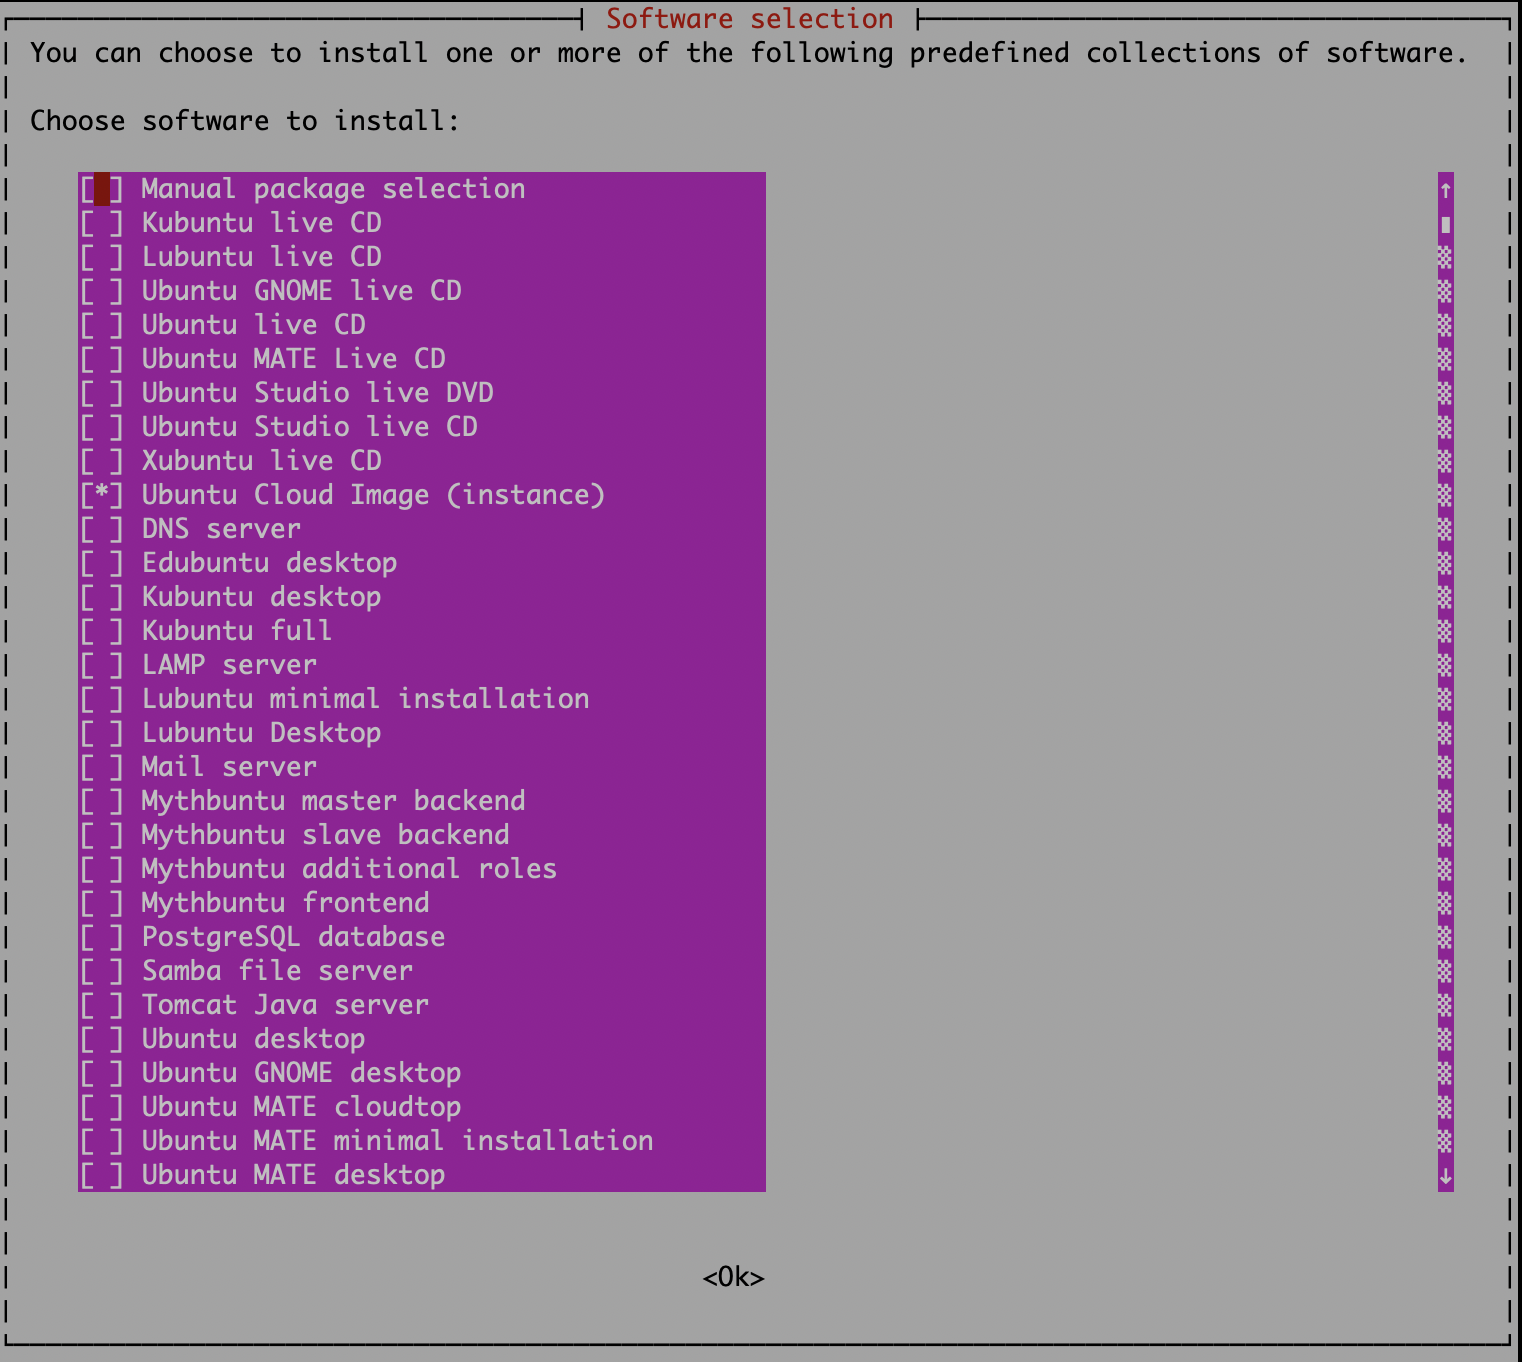 Software selection
You can choose to install one or more of the following predefined collections of software.
Choose software to install:
[ ] Manual package selection ↑
[ ] Kubuntu live CD
[ ] Lubuntu live CD
[ ] Ubuntu GNOME live CD
[ ] Ubuntu live CD
[ ] Ubuntu MATE Live CD
[ ] Ubuntu Studio live DVD
[ ] Ubuntu Studio live CD
[ ] Xubuntu live CD
[*] Ubuntu Cloud Image (instance)
[ ] DNS server
[ ] Edubuntu desktop
[ ] Kubuntu desktop
[ ] Kubuntu full
[ ] LAMP server
[ ] Lubuntu minimal installation
[ ] Lubuntu Desktop
[ ] Mail server
[ ] Mythbuntu master backend
[ ] Mythbuntu slave backend
[ ] Mythbuntu additional roles
[ ] Mythbuntu frontend
[ ] PostgreSQL database
[ ] Samba file server
[ ] Tomcat Java server
[ ] Ubuntu desktop
[ ] Ubuntu GNOME desktop
[ ] Ubuntu MATE cloudtop
[ ] Ubuntu MATE minimal installation
[ ] Ubuntu MATE desktop ↓
<Ok>